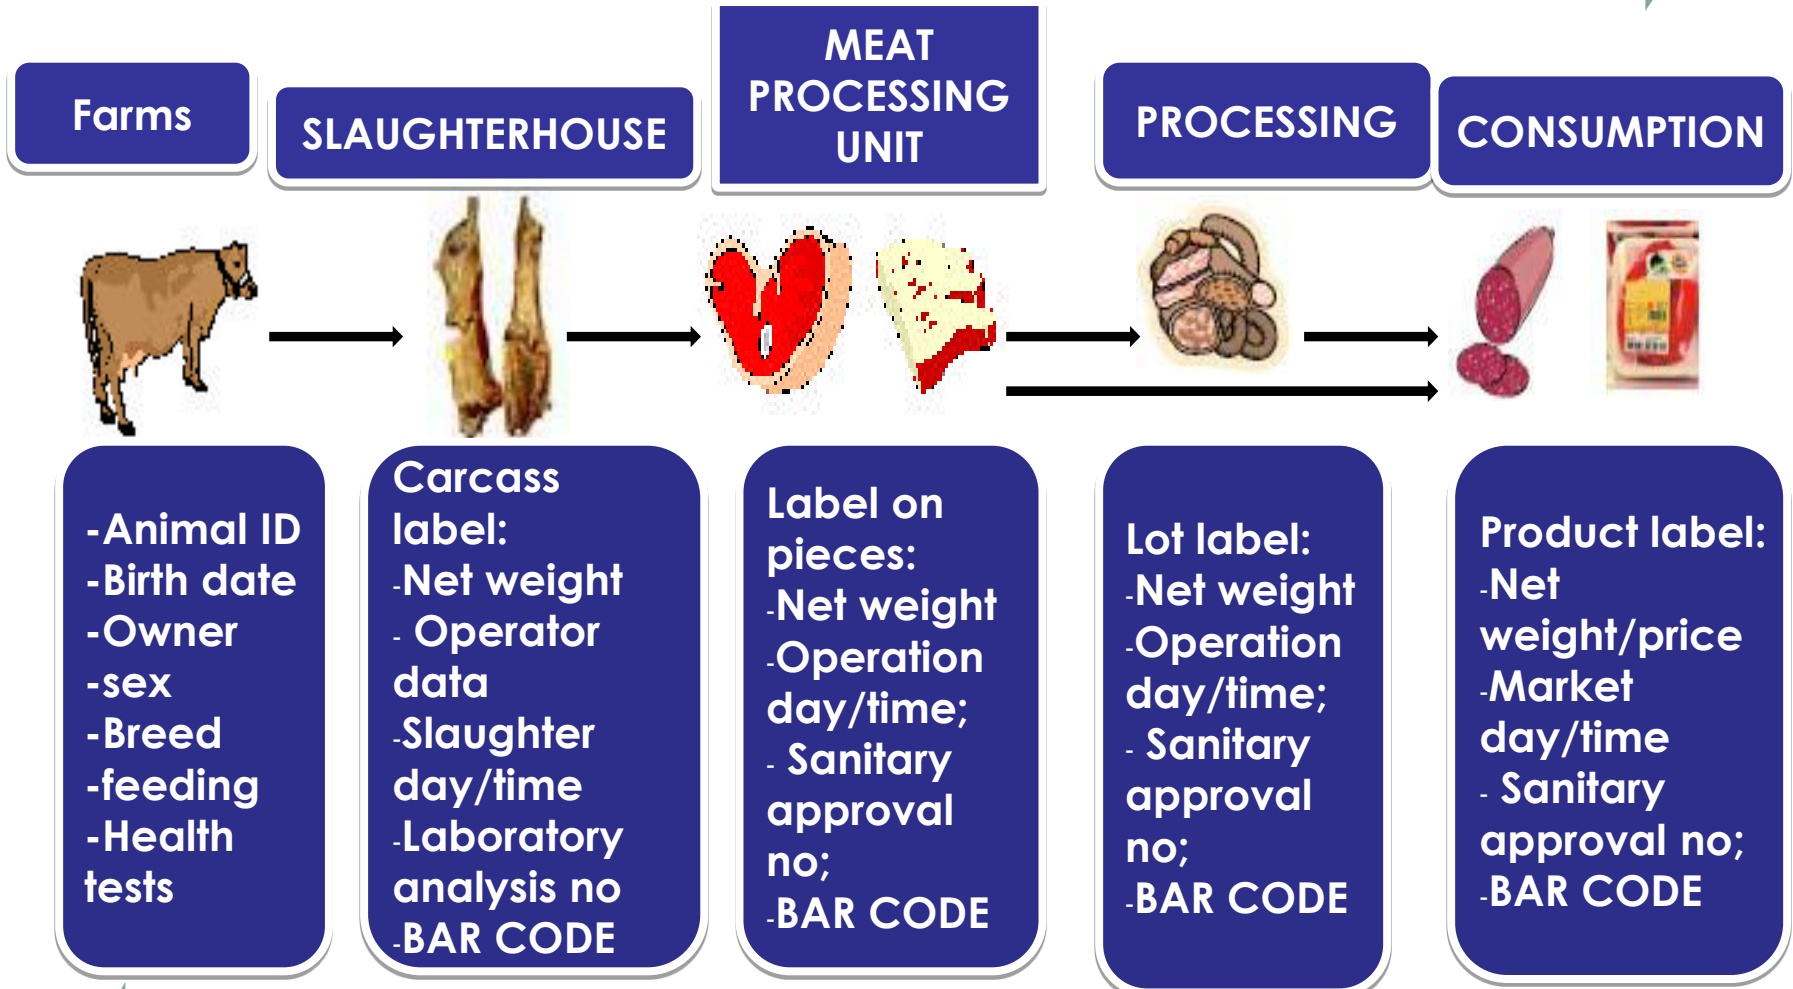 Farms
SLAUGHTERHOUSE
MEAT
PROCESSING
UNIT
PROCESSING
CONSUMPTION
-Animal ID
-Birth date
-Owner
-sex
-Breed
-feeding
-Health
tests
Carcass
label:
-Net weight
- Operator
data
-Slaughter
day/time
-Laboratory
analysis no
-BAR CODE
Label on
pieces:
-Net weight
-Operation
day/time;
- Sanitary
approval
no;
-BAR CODE
Lot label:
-Net weight
-Operation
day/time;
- Sanitary
approval
no;
-BAR CODE
Product label:
-Net
weight/price
-Market
day/time
- Sanitary
approval no;
-BAR CODE